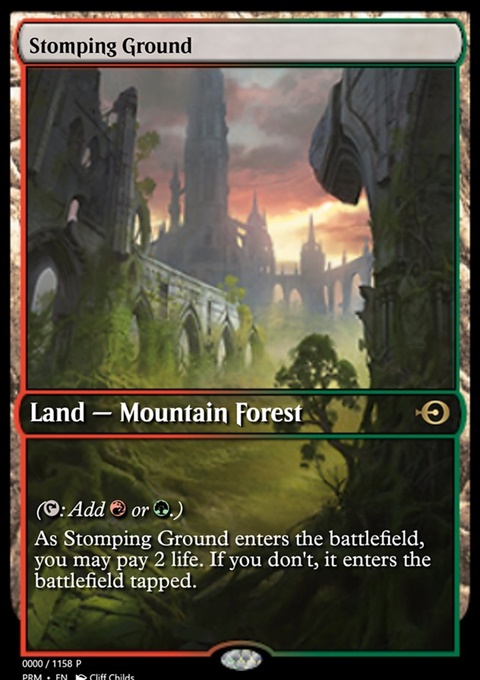 Stomping Ground
Land — Mountain Forest
(: Add or .)
As Stomping Ground enters the battlefield,
you may pay 2 life. If you don't, it enters the
battlefield tapped.
0000 / 1158 P
PRM • EN Cliff Childs